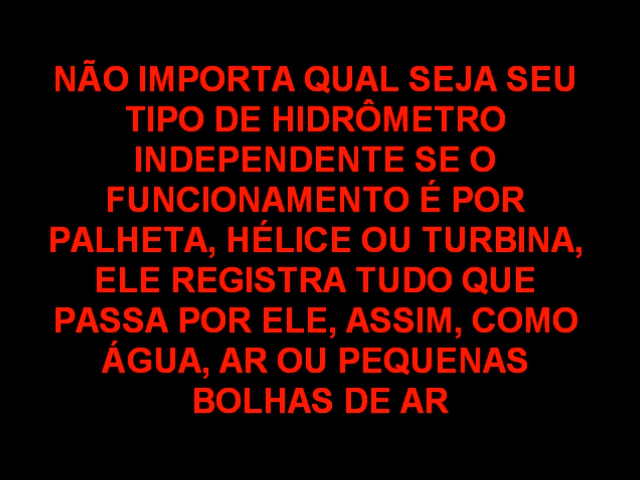 NÃO IMPORTA QUAL SEJA SEU
TIPO DE HIDRÔMETRO
INDEPENDENTE SE O
FUNCIONAMENTO É POR
PALHETA, HÉLICE OU TURBINA,
ELE REGISTRA TUDO QUE
PASSA POR ELE, ASSIM, COMO
ÁGUA, AR OU PEQUENAS
BOLHAS DE AR